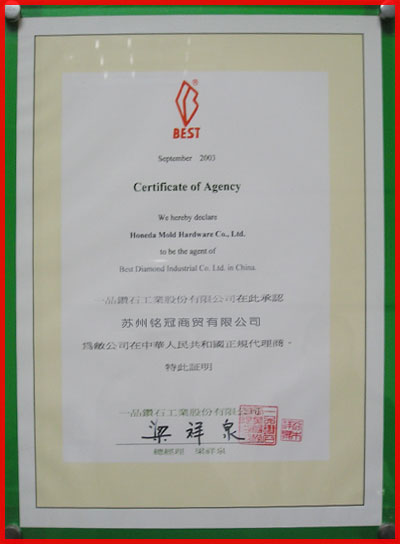 ®
BEST
September 2003
Certificate of Agency
We hereby declare
Honeda Mold Hardware Co., Ltd.
to be the agent of
Best Diamond Industrial Co. Ltd. in China.
一品鑽石工業股份有限公司在此承認
苏州铭冠商贸有限公司
為敝公司在中華人民共和國正規代理商。
特此証明
一品鑽石工業股份有限公
梁祥泉
總經理 梁祥泉